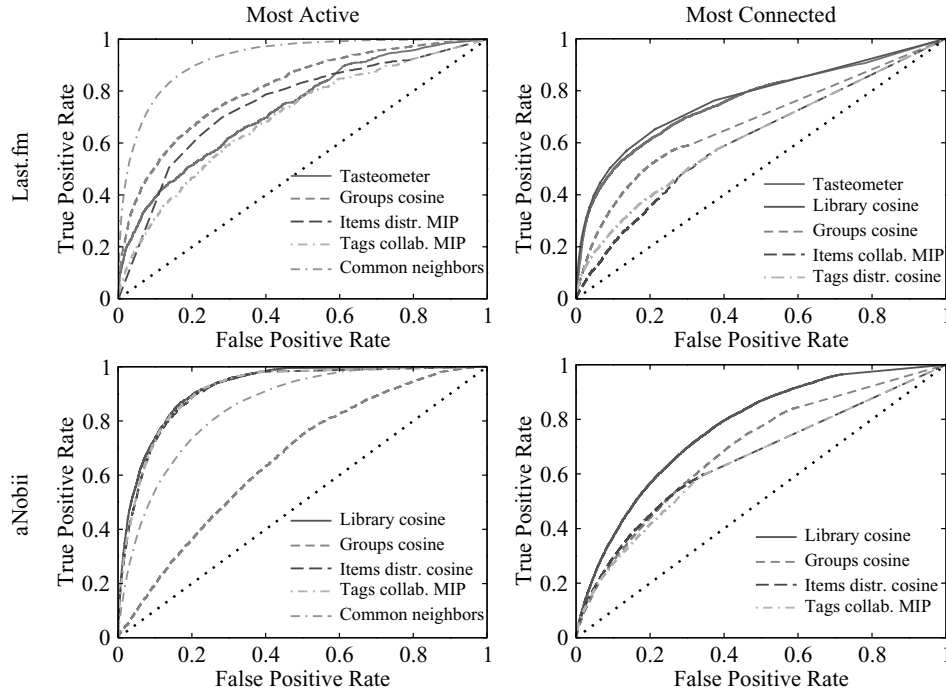 Most Active
Most Connected
Last.fm
True Positive Rate
1
0.8
0.6
0.4
0.2
0
Tasteometer
Groups cosine
Items distr. MIP
Tags collab. MIP
Common neighbors
0 0.2 0.4 0.6 0.8 1
False Positive Rate
True Positive Rate
1
0.8
0.6
0.4
0.2
0
Tasteometer
Library cosine
Groups cosine
Items collab. MIP
Tags distr. cosine
0 0.2 0.4 0.6 0.8 1
False Positive Rate
aNobii
True Positive Rate
1
0.8
0.6
0.4
0.2
0
Library cosine
Groups cosine
Items distr. cosine
Tags collab. MIP
Common neighbors
0 0.2 0.4 0.6 0.8 1
False Positive Rate
True Positive Rate
1
0.8
0.6
0.4
0.2
0
Library cosine
Groups cosine
Items distr. cosine
Tags collab. MIP
0 0.2 0.4 0.6 0.8 1
False Positive Rate